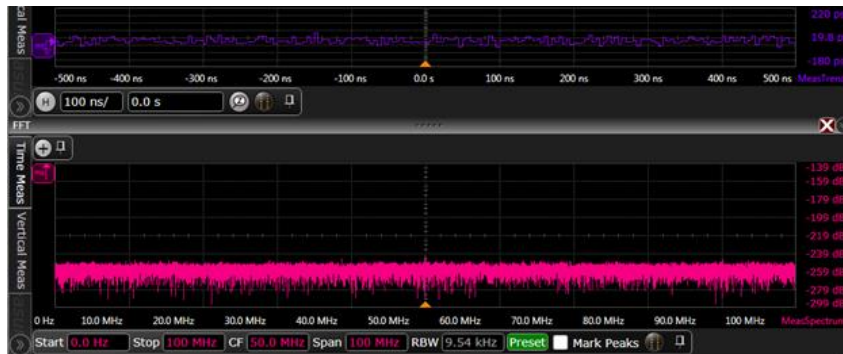 220 p
19.8 p
-180 p
-500 ns -400 ns -300 ns -200 ns -100 ns 0.0 s 100 ns 200 ns 300 ns 400 ns 500 ns MeasTren
H 100 ns/ 0.0 s
FFT
Time Meas
Vertical Meas
-139 dB
-159 dB
-179 dB
-199 dB
-219 dB
-239 dB
-259 dB
-279 dB
-299 dB
0 Hz 10.0 MHz 20.0 MHz 30.0 MHz 40.0 MHz 50.0 MHz 60.0 MHz 70.0 MHz 80.0 MHz 90.0 MHz 100 MHz MeasSpectrum
Start 0.0 Hz Stop 100 MHz CF 50.0 MHz Span 100 MHz RBW 9.54 kHz Preset Mark Peaks